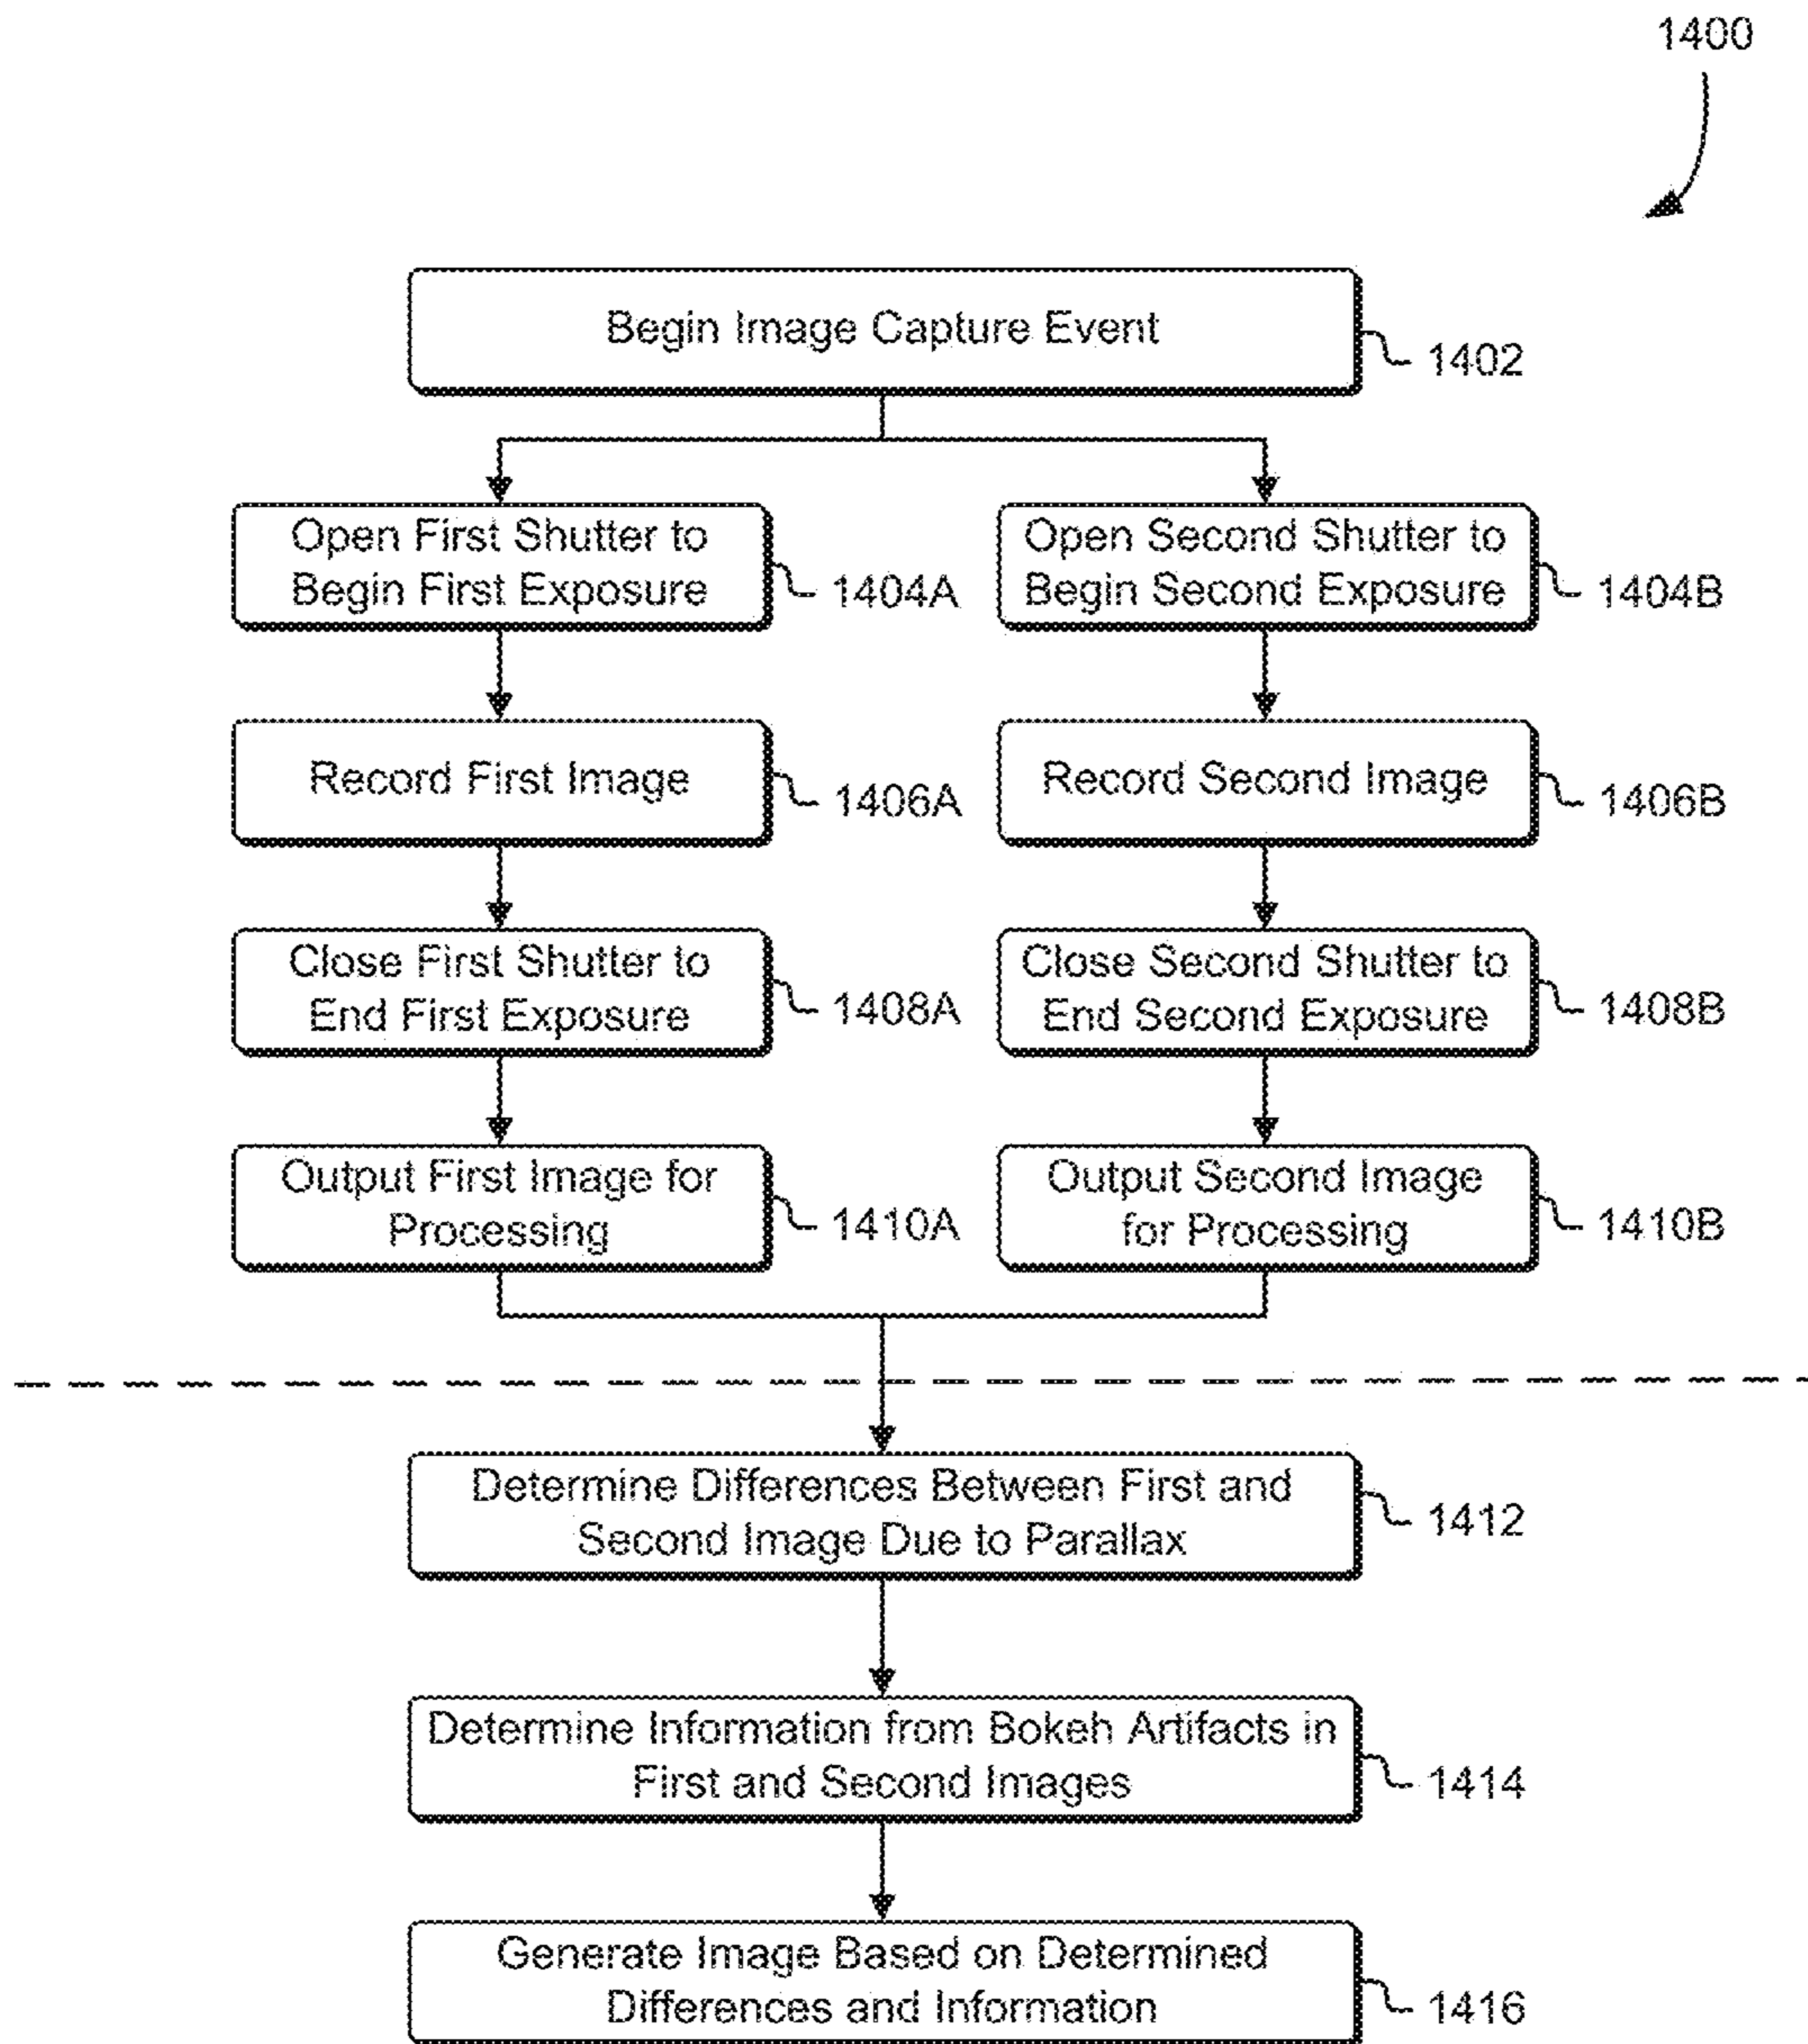 1400
Begin Image Capture Event
1402
Open First Shutter to
Begin First Exposure
1404A
Open Second Shutter to
Begin Second Exposure
1404B
Record First Image
1406A
Record Second Image
1406B
Close First Shutter to
End First Exposure
1408A
Close Second Shutter to
End Second Exposure
1408B
Output First Image for
Processing
1410A
Output Second Image
for Processing
1410B
Determine Differences Between First and
Second Image Due to Parallax
1412
Determine Information from Bokeh Artifacts in
First and Second Images
1414
Generate Image Based on Determined
Differences and Information
1416